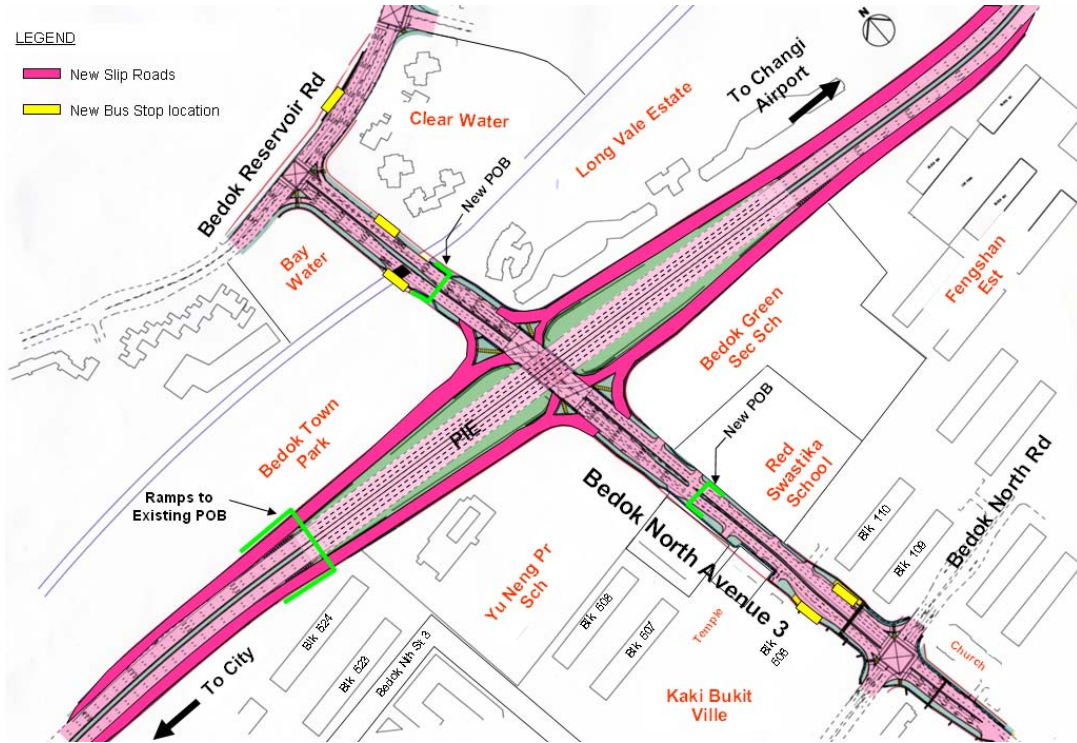 LEGEND
New Slip Roads
New Bus Stop location
N
Bedok Reservoir Rd
Clear Water
To Changi
Airport
Long Vale Estate
New POB
Bay
Water
Fengshan
Est
Bedok Green
Sec Sch
PIE
New POB
Bedok Town
Park
Red
Swastika
School
Ramps to
Existing POB
Bedok North Avenue 3
Blk 110
Blk 109
Bedok North Rd
Yu Neng Pr
Sch
Blk 608
Blk 607
Temple
Blk
606
Church
Blk 624
Blk 623
Bedok Nth St 3
To City
Kaki Bukit
Ville